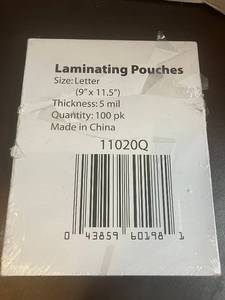 Laminating Pouches
Size: Letter
(9" x 11.5")
Thickness: 5 mil
Quantity: 100 pk
Made in China
11020Q
0 43859 60198 1